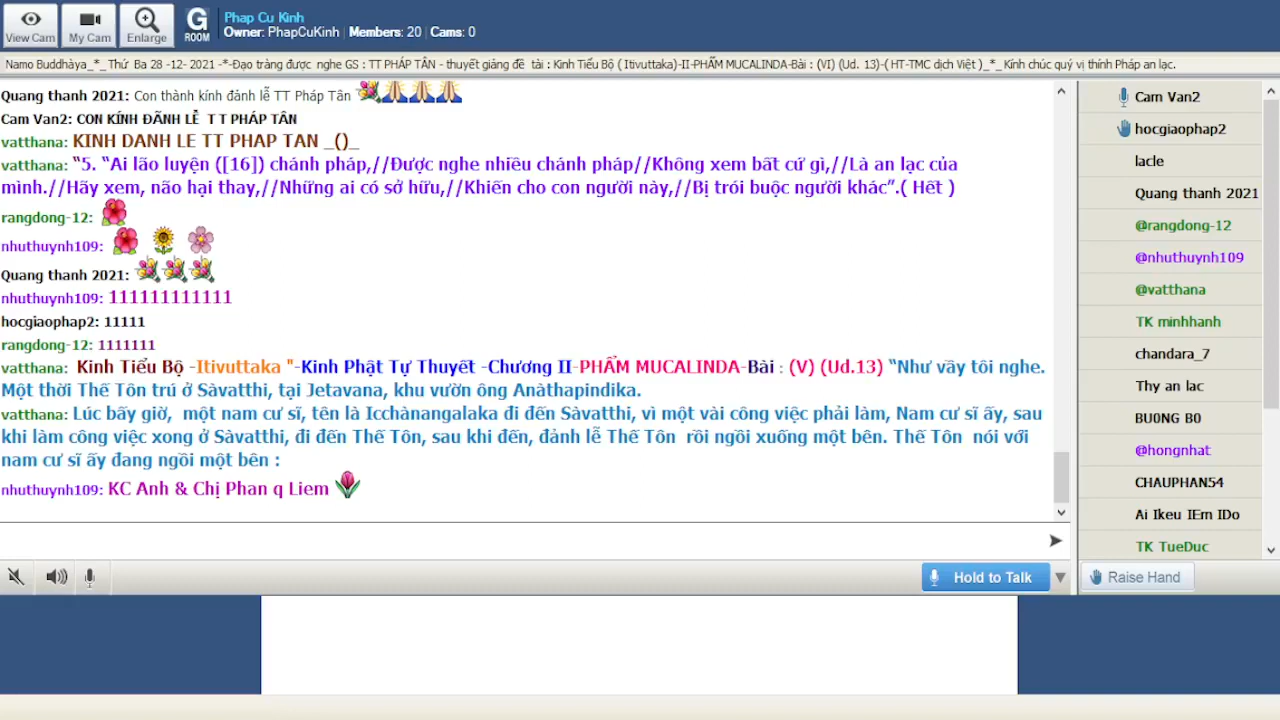 View Cam
My Cam
Enlarge
G
ROOM
Phap Cu Kinh
Owner: PhapCuKinh | Members: 20 | Cams: 0
Namo Buddhàya_*_Thứ Ba 28 -12- 2021 -*-Đạo tràng được nghe GS : TT PHÁP TÂN - thuyết giảng đề tài : Kinh Tiểu Bộ ( Itivuttaka)-II-PHẨM MUCALINDA-Bài : (VI) (Ud. 13)-( HT-TMC dịch Việt )_*_Kính chúc quý vị thính Pháp an lạc.
Quang thanh 2021: Con thành kính đảnh lễ TT Pháp Tân
Cam Van2: CON KÍNH ĐÃNH LỄ T T PHÁP TÂN
vatthana: KINH DANH LE TT PHAP TAN _()_
vatthana: “5. “Ai lão luyện ([16]) chánh pháp,//Được nghe nhiều chánh pháp//Không xem bất cứ gì,//Là an lạc của
mình.//Hãy xem, não hại thay,//Những ai có sở hữu,//Khiến cho con người này,//Bị trói buộc người khác”.( Hết )
rangdong-12:
nhuthuynh109:
Quang thanh 2021:
nhuthuynh109: 111111111111
hocgiaophap2: 11111
rangdong-12: 1111111
vatthana: Kinh Tiểu Bộ -Itivuttaka "-Kinh Phật Tự Thuyết -Chương II-PHẨM MUCALINDA-Bài : (V) (Ud.13) “Như vầy tôi nghe.
Một thời Thế Tôn trú ở Sàvatthi, tại Jetavana, khu vườn ông Anàthapindika.
vatthana: Lúc bấy giờ, một nam cư sĩ, tên là Icchànangalaka đi đến Sàvatthi, vì một vài công việc phải làm, Nam cư sĩ ấy, sau
khi làm công việc xong ở Sàvatthi, đi đến Thế Tôn, sau khi đến, đảnh lễ Thế Tôn rồi ngồi xuống một bên. Thế Tôn nói với
nam cư sĩ ấy đang ngồi một bên :
nhuthuynh109: KC Anh & Chị Phan q Liem
Hold to Talk
Cam Van2
hocgiaophap2
lacle
Quang thanh 2021
@rangdong-12
@nhuthuynh109
@vatthana
TK minhhanh
chandara_7
Thy an lac
BU0NG B0
@hongnhat
CHAUPHAN54
Ai Ikeu IEm IDo
TK TueDuc
Raise Hand